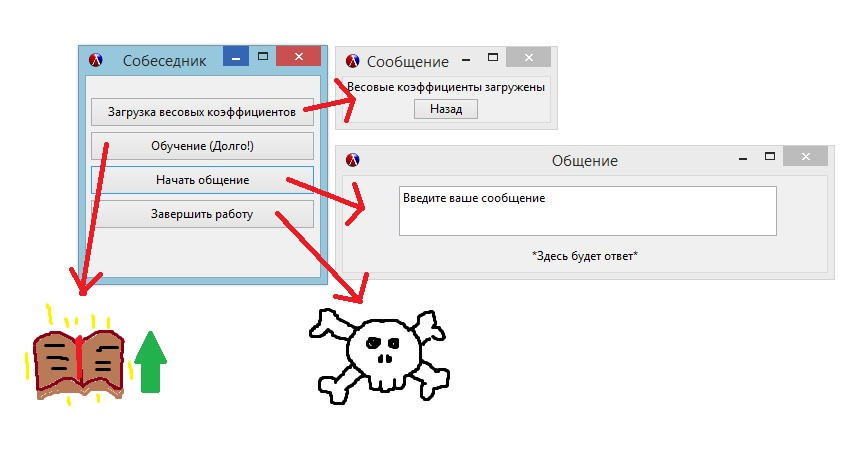 Собеседник
Загрузка весовых коэффициентов
Обучение (Долго!)
Начать общение
Завершить работу
Сообщение
Весовые коэффициенты загружены
Назад
Общение
Введите ваше сообщение
*Здесь будет ответ*